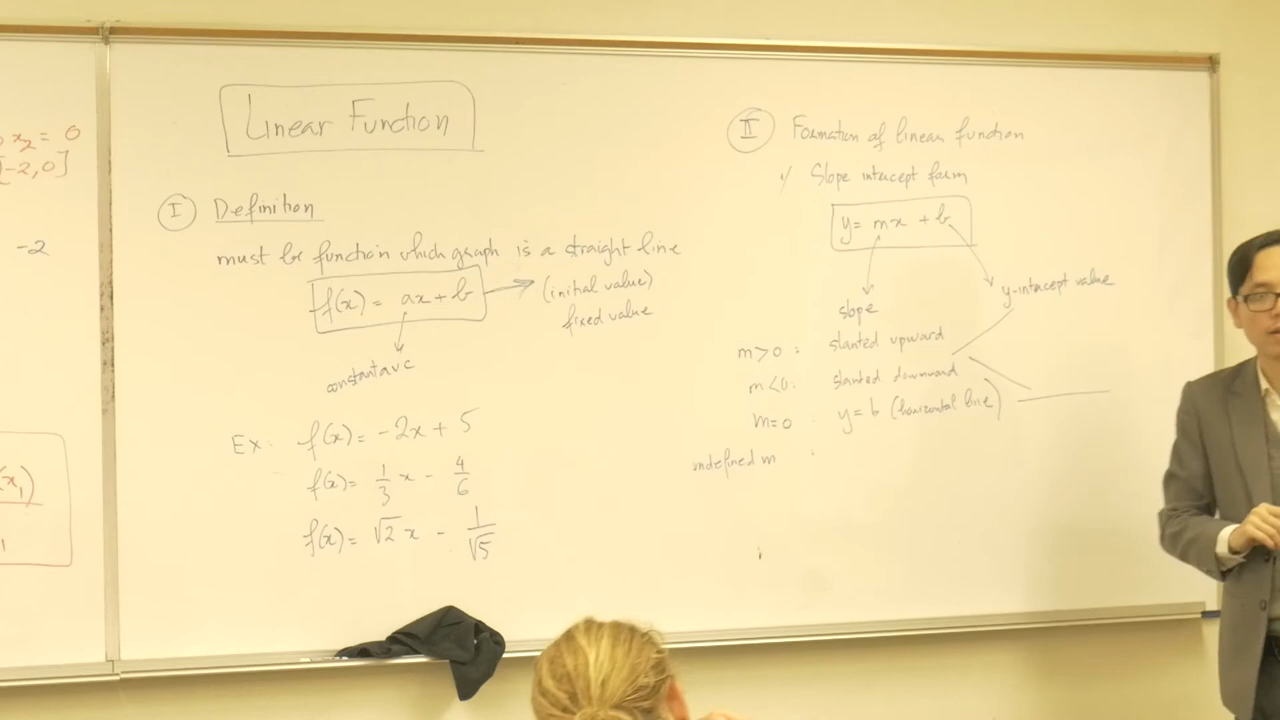 x₂ = 0
[-2,0]
-2
(x₁)
Linear Function
I Definition
must be function which graph is a straight line
f(x) = ax + b
(initial value)
fixed value
Ex: f(x) = -2x + 5
f(x) = 1/3 x - 4/6
f(x) = √2 x - 1/√5
II Formation of linear function
1/ Slope intercept form
y = mx + b
slope
y-intercept value
m > 0 : slanted upward
m < 0 : slanted downward
m = 0 : y = b (horizontal line)
undefined m :